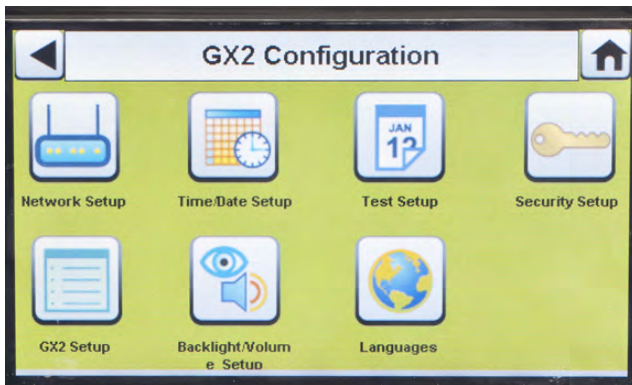 GX2 Configuration
JAN
12
Network Setup
Time/Date Setup
Test Setup
Security Setup
GX2 Setup
Backlight/Volum
e Setup
Languages